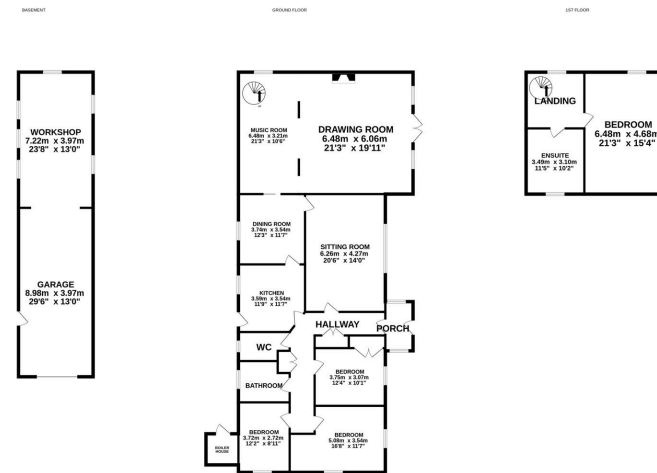 BASEMENT
GROUND FLOOR
1ST FLOOR
WORKSHOP
7.22m x 3.97m
23'8" x 13'0"
GARAGE
8.98m x 3.97m
29'6" x 13'0"
MUSIC ROOM
6.48m x 3.21m
21'3" x 10'6"
DRAWING ROOM
6.48m x 6.06m
21'3" x 19'11"
DINING ROOM
3.74m x 3.54m
12'3" x 11'7"
SITTING ROOM
6.26m x 4.27m
20'6" x 14'0"
KITCHEN
3.59m x 3.54m
11'9" x 11'7"
HALLWAY
PORCH
WC
BATHROOM
BEDROOM
3.75m x 3.07m
12'4" x 10'1"
BEDROOM
3.72m x 2.72m
12'2" x 8'11"
BEDROOM
5.08m x 3.54m
16'8" x 11'7"
BOILER
HOUSE
LANDING
ENSUITE
3.49m x 3.10m
11'5" x 10'2"
BEDROOM
6.48m x 4.68m
21'3" x 15'4"